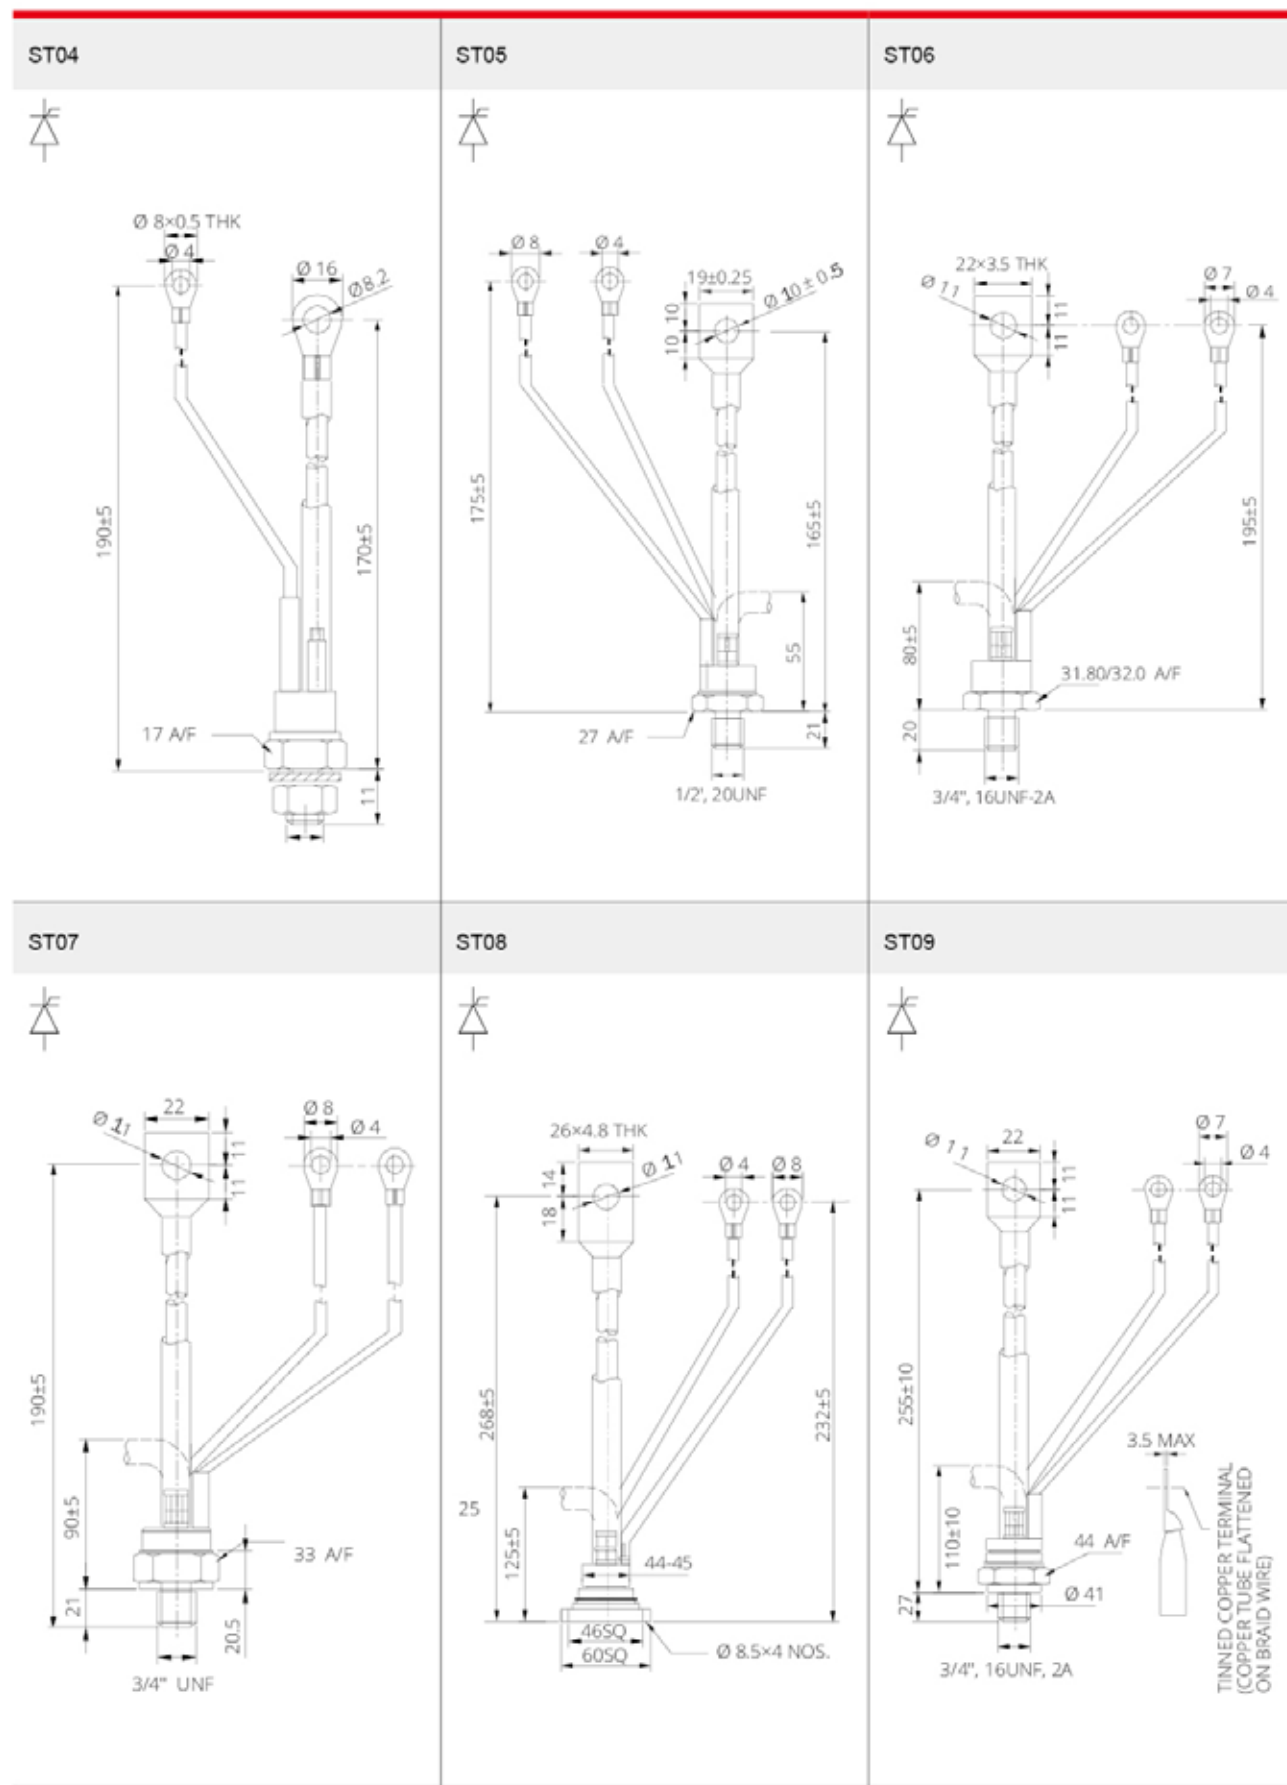 ST04
Ø 8×0.5 THK
Ø 4
Ø 16
Ø8.2
190±5
170±5
17 A/F
11
ST05
Ø 8
Ø 4
19±0.25
Ø 10 ± 0.5
10
10
175±5
165±5
55
27 A/F
21
1/2', 20UNF
ST06
22×3.5 THK
Ø 7
Ø 11
Ø 4
11
11
195±5
80±5
31.80/32.0 A/F
20
3/4", 16UNF-2A
ST07
22
Ø 8
Ø 11
Ø 4
11
11
190±5
90±5
33 A/F
21
20.5
3/4" UNF
ST08
26×4.8 THK
14
Ø 11
Ø 4
Ø 8
18
268±5
232±5
25
125±5
44-45
46SQ
60SQ
Ø 8.5×4 NOS.
ST09
Ø 7
22
Ø 11
Ø 4
11
11
255±10
3.5 MAX
110±10
44 A/F
27
Ø 41
3/4", 16UNF, 2A
TINNED COPPER TERMINAL
(COPPER TUBE FLATTENED
ON BRAID WIRE)